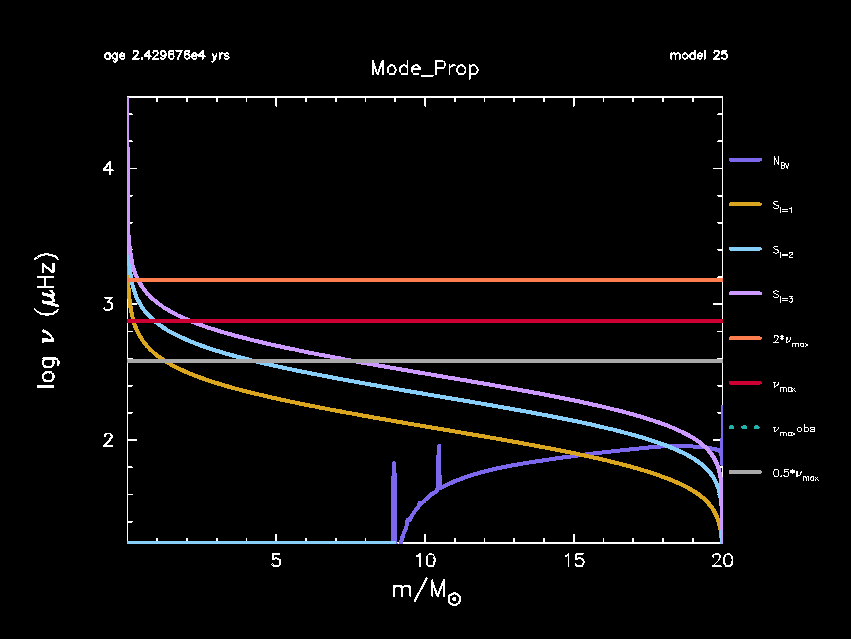 age 2.429676e4 yrs
model 25
Mode_Prop
4
3
2
log ν (μHz)
5
10
15
20
m/M☉
N_BV
S_l=1
S_l=2
S_l=3
2*ν_max
ν_max
ν_max obs
0.5*ν_max